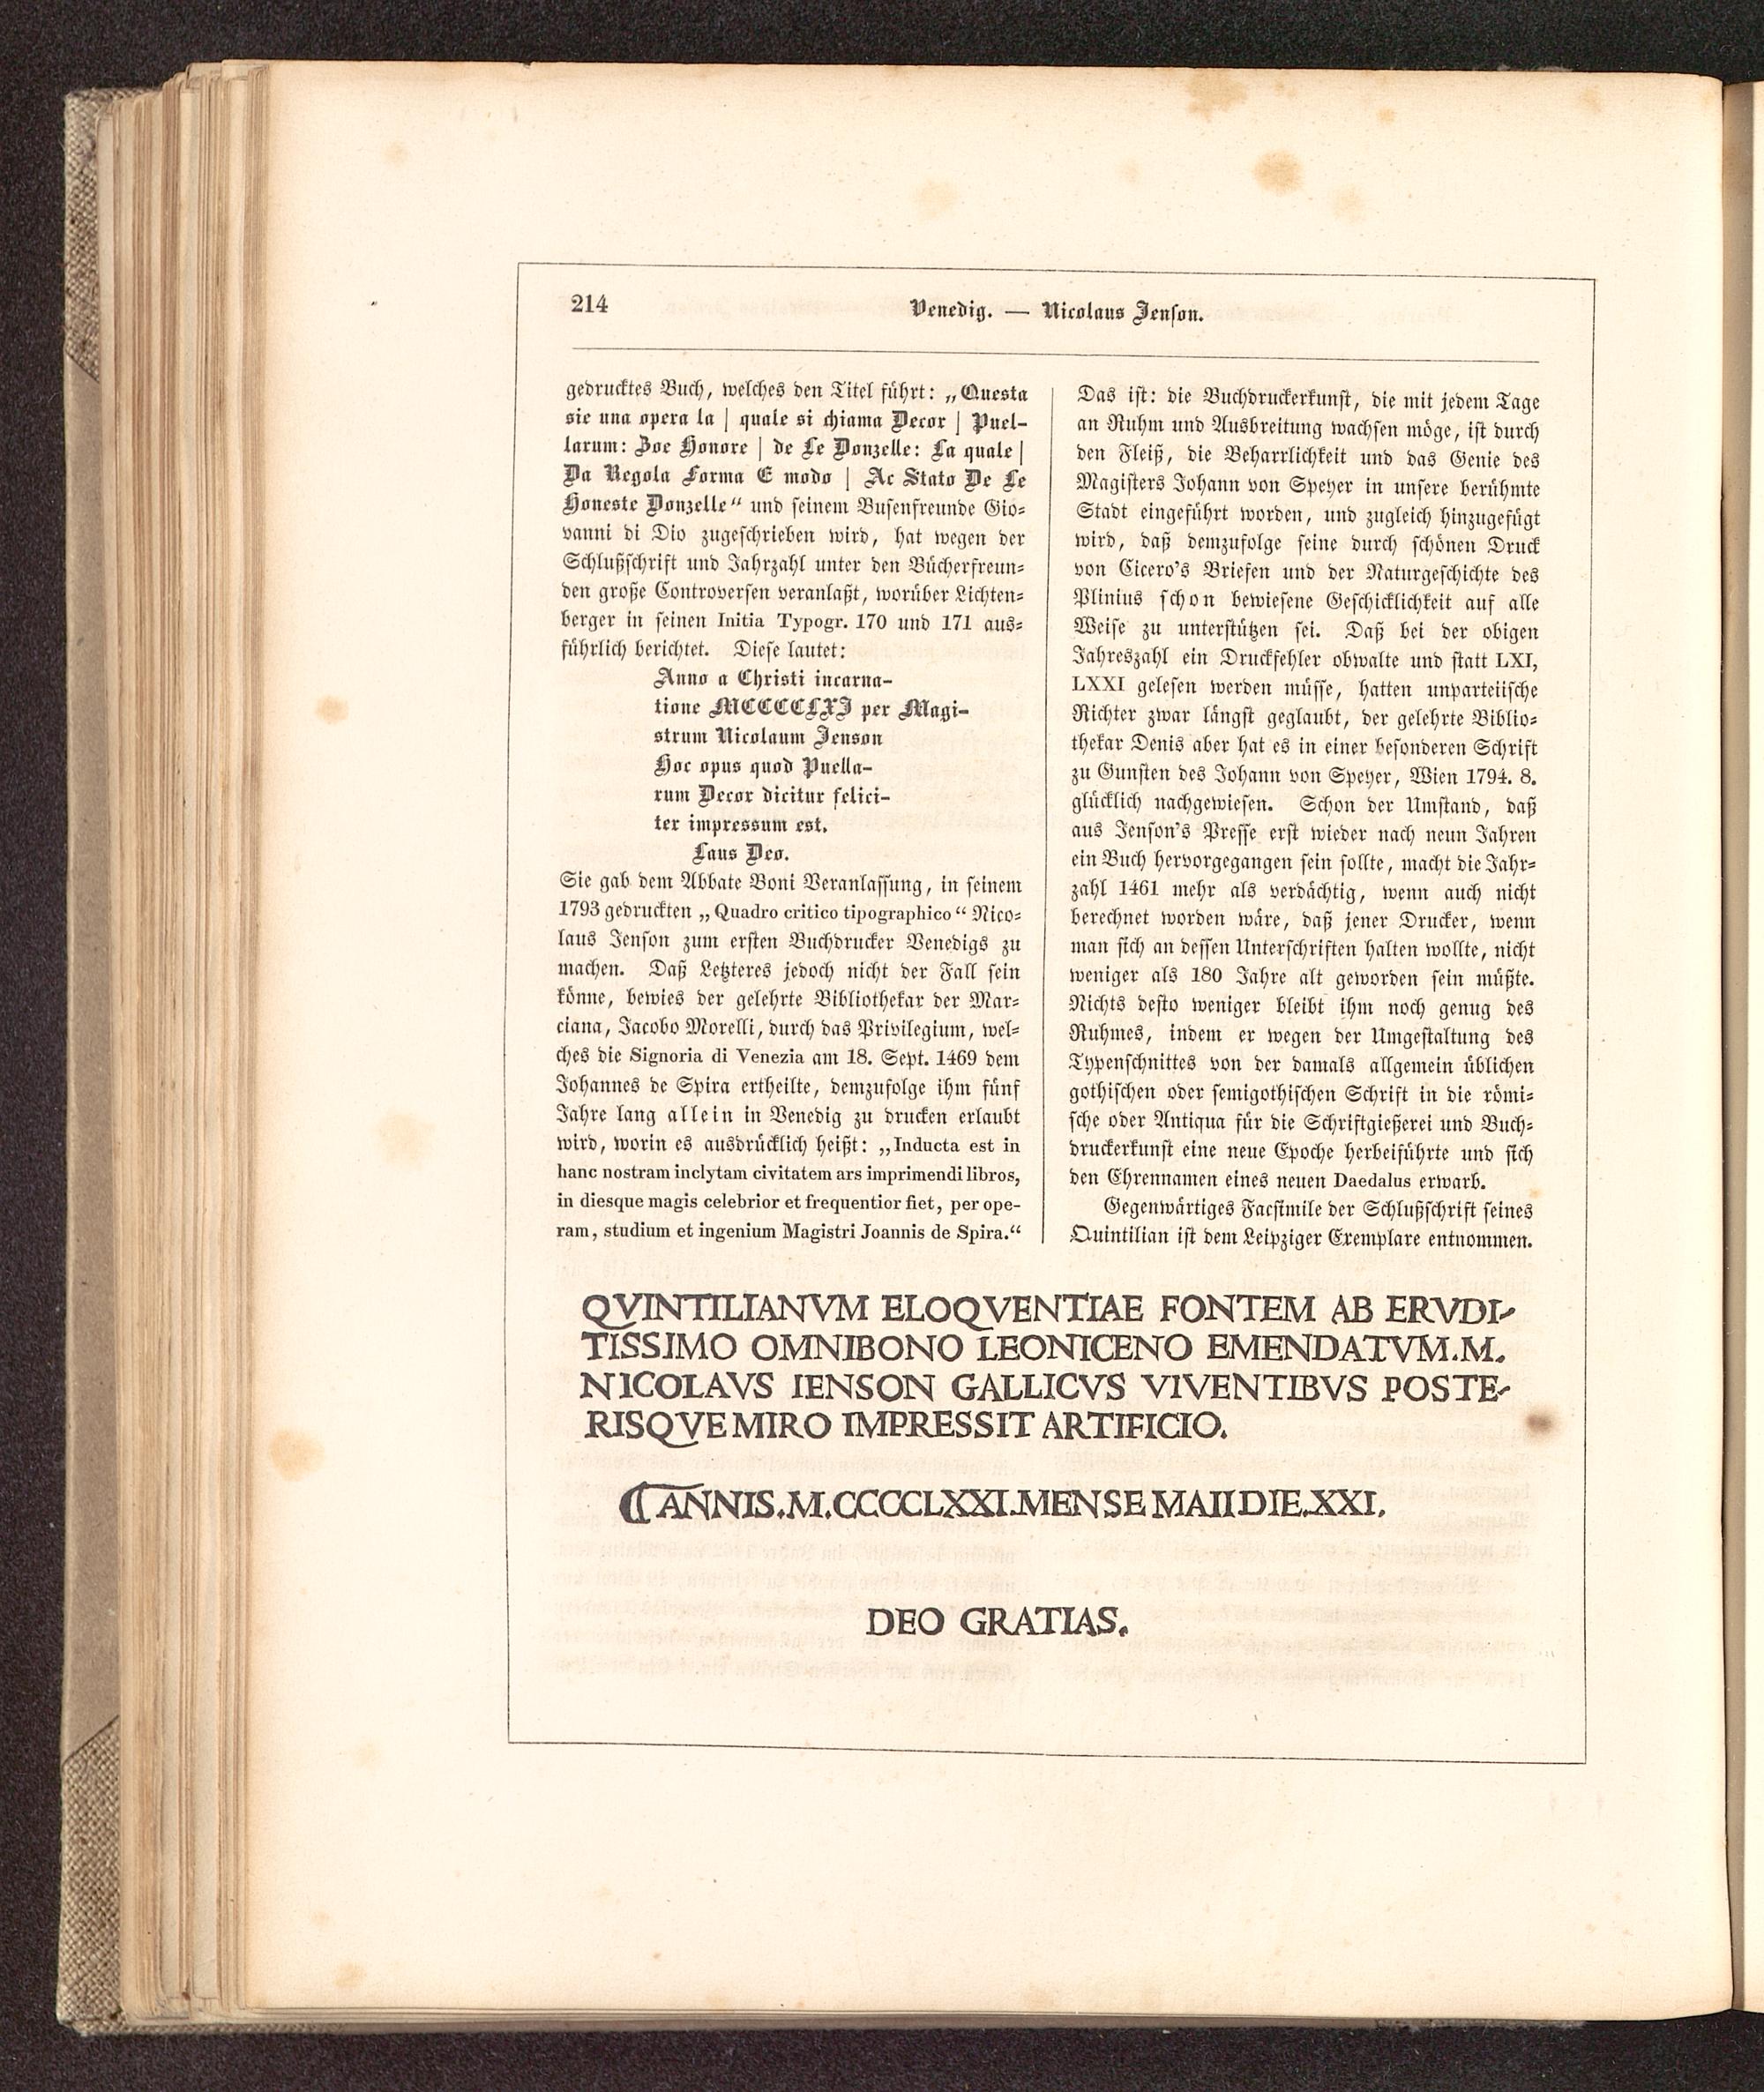 214
Venedig. — Nicolaus Jenson.
gedrucktes Buch, welches den Titel führt: „Questa
sie una opera la | quale si chiama Decor | Puel-
larum: Zoe Honore | de Le Donzelle: La quale |
Da Regola Forma E modo | Ac Stato De Le
Honeste Donzelle“ und seinem Busenfreunde Gio-
vanni di Dio zugeschrieben wird, hat wegen der
Schlußschrift und Jahrzahl unter den Bücherfreun-
den große Controversen veranlaßt, worüber Lichten-
berger in seinen Initia Typogr. 170 und 171 aus-
führlich berichtet. Diese lautet:
Anno a Christi incarna-
tione MCCCCLXI per Magi-
strum Nicolaum Jenson
Hoc opus quod Puella-
rum Decor dicitur felici-
ter impressum est.
Laus Deo.
Sie gab dem Abbate Boni Veranlassung, in seinem
1793 gedruckten „Quadro critico tipographico“ Nico-
laus Jenson zum ersten Buchdrucker Venedigs zu
machen. Daß Letzteres jedoch nicht der Fall sein
könne, bewies der gelehrte Bibliothekar der Mar-
ciana, Jacobo Morelli, durch das Privilegium, wel-
ches die Signoria di Venezia am 18. Sept. 1469 dem
Johannes de Spira ertheilte, demzufolge ihm fünf
Jahre lang allein in Venedig zu drucken erlaubt
wird, worin es ausdrücklich heißt: „Inducta est in
hanc nostram inclytam civitatem ars imprimendi libros,
in diesque magis celebrior et frequentior fiet, per ope-
ram, studium et ingenium Magistri Joannis de Spira.“
Das ist: die Buchdruckerkunst, die mit jedem Tage
an Ruhm und Ausbreitung wachsen möge, ist durch
den Fleiß, die Beharrlichkeit und das Genie des
Magisters Johann von Speyer in unsere berühmte
Stadt eingeführt worden, und zugleich hinzugefügt
wird, daß demzufolge seine durch schönen Druck
von Cicero's Briefen und der Naturgeschichte des
Plinius schon bewiesene Geschicklichkeit auf alle
Weise zu unterstützen sei. Daß bei der obigen
Jahreszahl ein Druckfehler obwalte und statt LXI,
LXXI gelesen werden müsse, hatten unparteiische
Richter zwar längst geglaubt, der gelehrte Biblio-
thekar Denis aber hat es in einer besonderen Schrift
zu Gunsten des Johann von Speyer, Wien 1794. 8.
glücklich nachgewiesen. Schon der Umstand, daß
aus Jenson's Presse erst wieder nach neun Jahren
ein Buch hervorgegangen sein sollte, macht die Jahr-
zahl 1461 mehr als verdächtig, wenn auch nicht
berechnet worden wäre, daß jener Drucker, wenn
man sich an dessen Unterschriften halten wollte, nicht
weniger als 180 Jahre alt geworden sein müßte.
Nichts desto weniger bleibt ihm noch genug des
Ruhmes, indem er wegen der Umgestaltung des
Typenschnittes von der damals allgemein üblichen
gothischen oder semigothischen Schrift in die römi-
sche oder Antiqua für die Schriftgießerei und Buch-
druckerkunst eine neue Epoche herbeiführte und sich
den Ehrennamen eines neuen Daedalus erwarb.
Gegenwärtiges Facsimile der Schlußschrift seines
Quintilian ist dem Leipziger Exemplare entnommen.
QVINTILIANVM ELOQVENTIAE FONTEM AB ERVDI-
TISSIMO OMNIBONO LEONICENO EMENDATVM.M.
NICOLAVS IENSON GALLICVS VIVENTIBVS POSTE-
RISQVE MIRO IMPRESSIT ARTIFICIO.
⁋ ANNIS.M.CCCCLXXI.MENSE MAII DIE.XXI.
DEO GRATIAS.